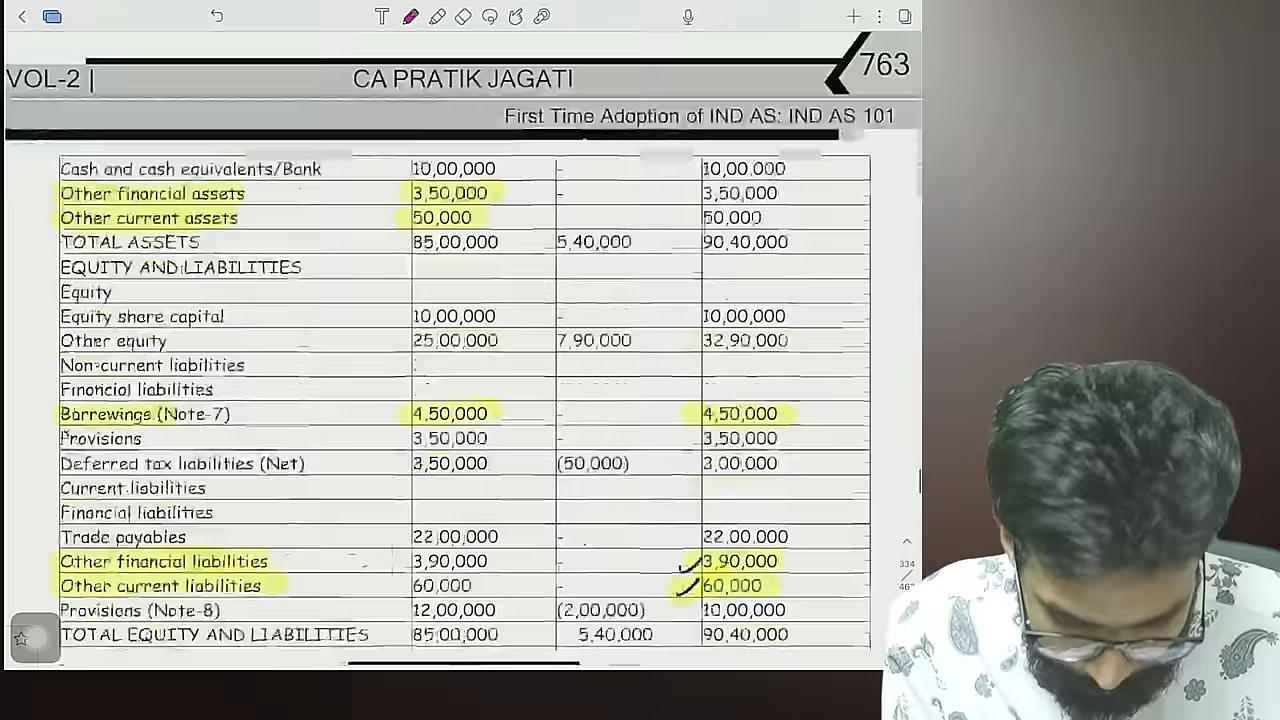 VOL-2 | CA PRATIK JAGATI 763
First Time Adoption of IND AS: IND AS 101
Cash and cash equivalents/Bank 10,00,000 - 10,00,000
Other financial assets 3,50,000 - 3,50,000
Other current assets 50,000 50,000
TOTAL ASSETS 85,00,000 5,40,000 90,40,000
EQUITY AND LIABILITIES
Equity
Equity share capital 10,00,000 - 10,00,000
Other equity 25,00,000 7,90,000 32,90,000
Non-current liabilities
Financial liabilities
Barrewings (Note-7) 4,50,000 - 4,50,000
Provisions 3,50,000 - 3,50,000
Deferred tax liabilities (Net) 3,50,000 (50,000) 3,00,000
Current liabilities
Financial liabilities
Trade payables 22,00,000 - 22,00,000
Other financial liabilities 3,90,000 - 3,90,000
Other current liabilities 60,000 - 60,000
Provisions (Note-8) 12,00,000 (2,00,000) 10,00,000
TOTAL EQUITY AND LIABILITIES 85,00,000 5,40,000 90,40,000
334